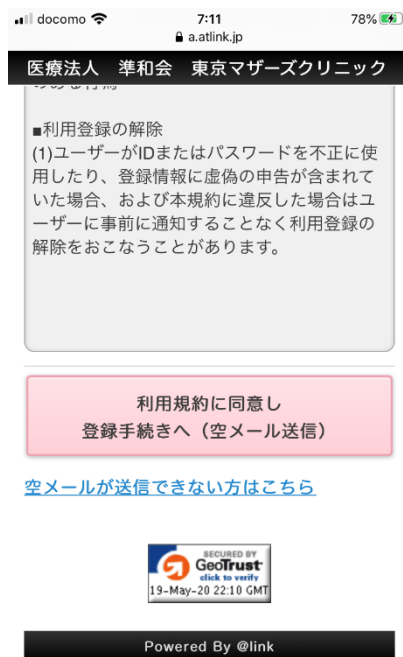 docomo 7:11 78%
a.atlink.jp
医療法人　準和会　東京マザーズクリニック
■利用登録の解除
(1)ユーザーがIDまたはパスワードを不正に使
用したり、登録情報に虚偽の申告が含まれて
いた場合、および本規約に違反した場合はユ
ーザーに事前に通知することなく利用登録の
解除をおこなうことがあります。
利用規約に同意し
登録手続きへ（空メール送信）
空メールが送信できない方はこちら
SECURED BY
GeoTrust
click to verify
19-May-20 22:10 GMT
Powered By @link